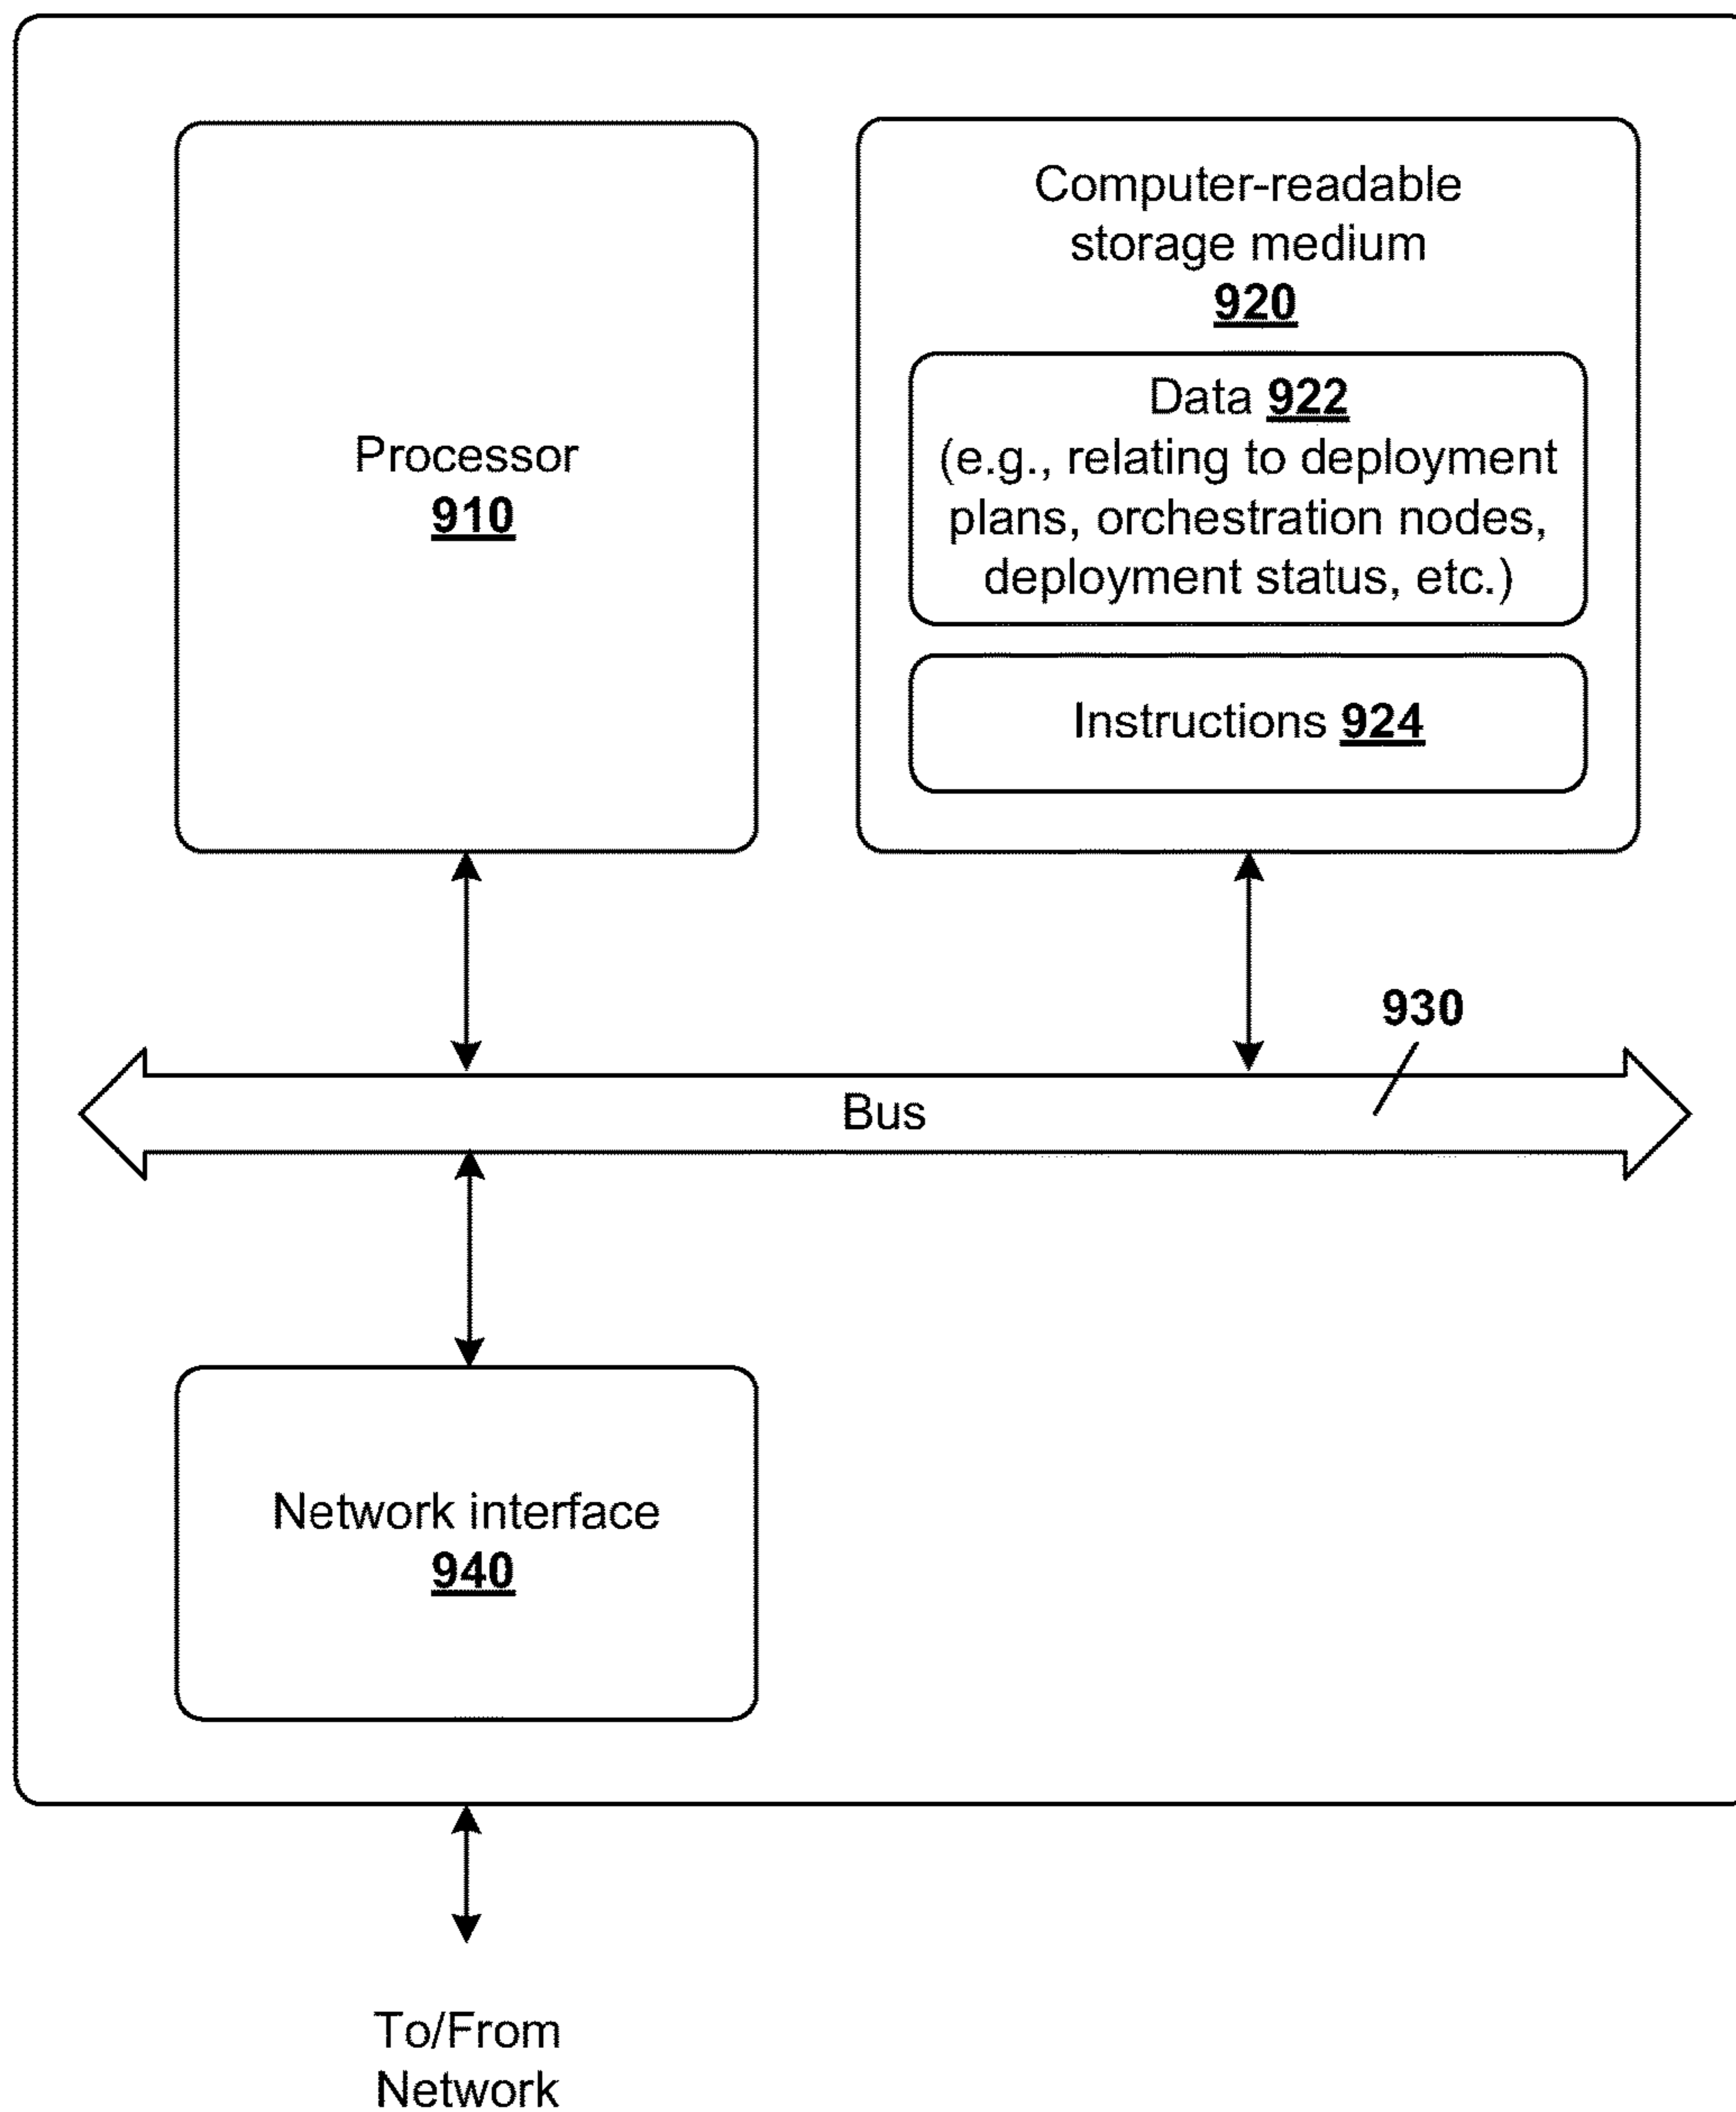 Processor
910
Computer-readable
storage medium
920
Data 922
(e.g., relating to deployment
plans, orchestration nodes,
deployment status, etc.)
Instructions 924
930
Bus
Network interface
940
To/From
Network